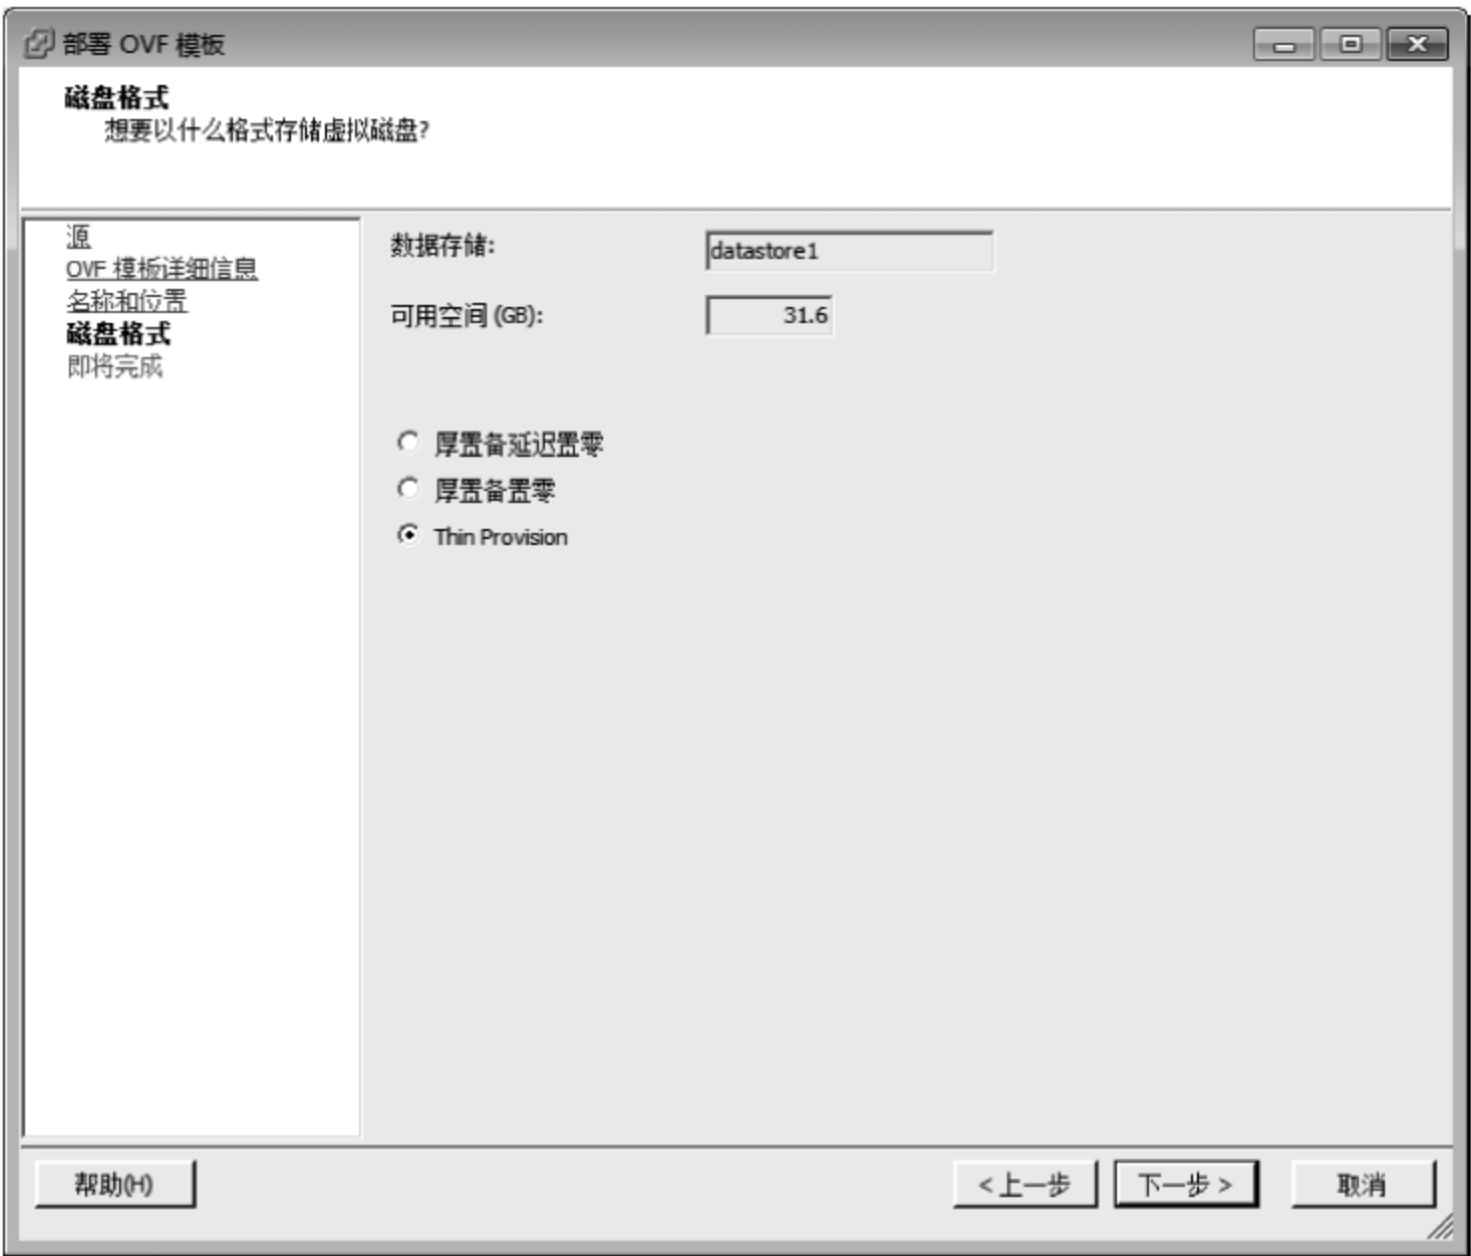 部署 OVF 模板
磁盘格式
想要以什么格式存储虚拟磁盘?
源
OVF 模板详细信息
名称和位置
磁盘格式
即将完成
数据存储:
datastore1
可用空间 (GB):
31.6
厚置备延迟置零
厚置备置零
Thin Provision
帮助(H)
< 上一步
下一步 >
取消